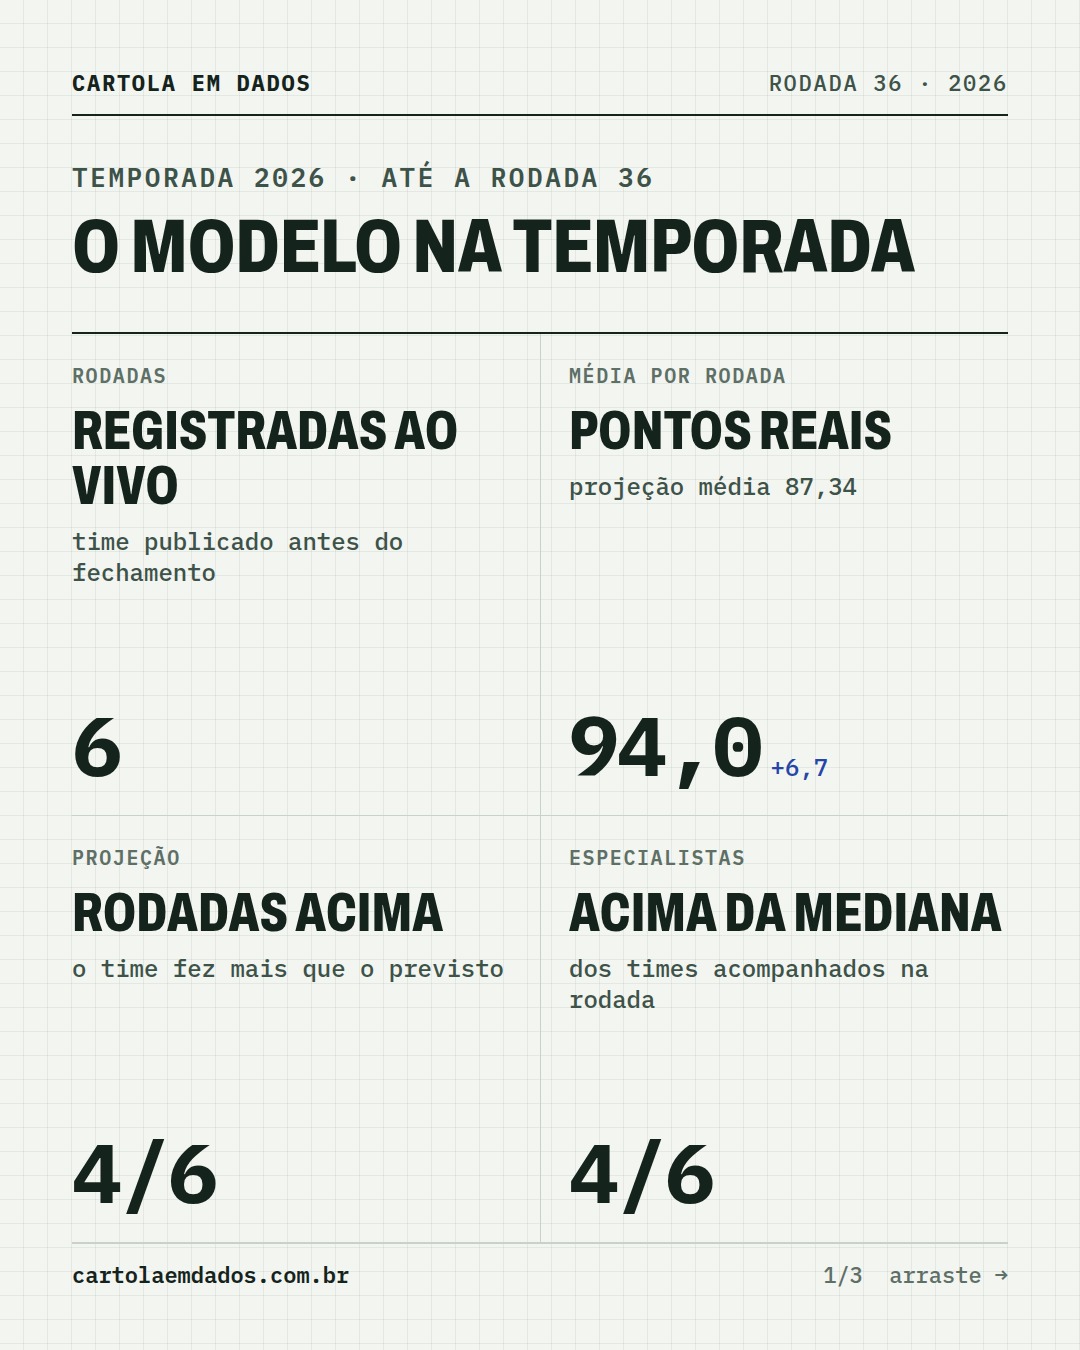 CARTOLA EM DADOS
RODADA 36 · 2026
TEMPORADA 2026 · ATÉ A RODADA 36
O MODELO NA TEMPORADA
RODADAS
REGISTRADAS AO
VIVO
time publicado antes do
fechamento
6
MÉDIA POR RODADA
PONTOS REAIS
projeção média 87,34
94,0 +6,7
PROJEÇÃO
RODADAS ACIMA
o time fez mais que o previsto
4/6
ESPECIALISTAS
ACIMA DA MEDIANA
dos times acompanhados na
rodada
4/6
cartolaemdados.com.br
1/3 arraste →